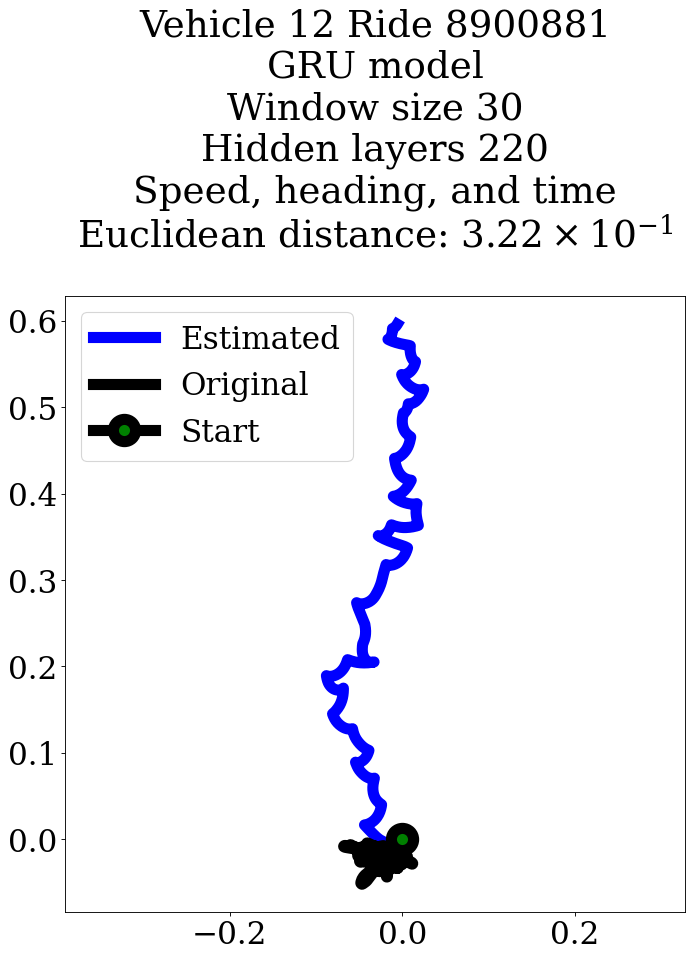 Vehicle 12 Ride 8900881
GRU model
Window size 30
Hidden layers 220
Speed, heading, and time
Euclidean distance: 3.22 × 10⁻¹
Estimated
Original
Start
0.6
0.5
0.4
0.3
0.2
0.1
0.0
−0.2 0.0 0.2